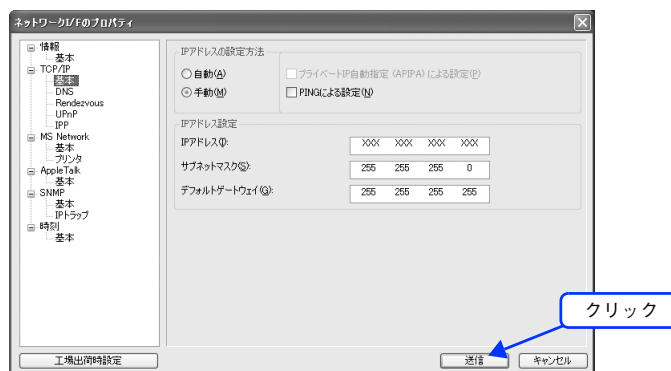 ネットワークI/Fのプロパティ
情報
基本
TCP/IP
基本
DNS
Rendezvous
UPnP
IPP
MS Network
基本
プリンタ
AppleTalk
基本
SNMP
基本
IPトラップ
時刻
基本
IPアドレスの設定方法
自動(A)
手動(M)
プライベートIP自動指定 (APIPA) による設定(P)
PINGによる設定(N)
IPアドレス設定
IPアドレス(I): XXX XXX XXX XXX
サブネットマスク(S): 255 255 255 0
デフォルトゲートウェイ(G): 255 255 255 255
クリック
工場出荷時設定
送信
キャンセル